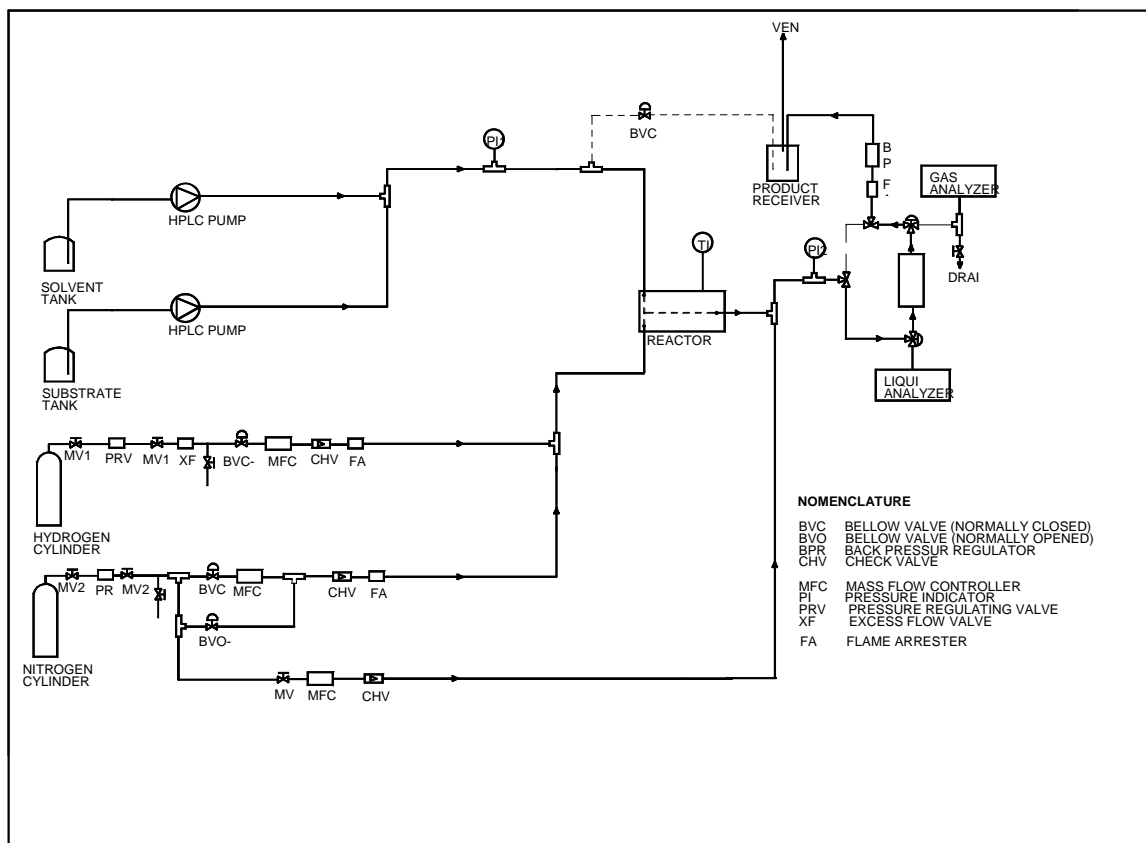 VEN
PI1
BVC
B
P
F
GAS
ANALYZER
PRODUCT
RECEIVER
HPLC PUMP
TI
PI2
SOLVENT
TANK
DRAI
HPLC PUMP
REACTOR
SUBSTRATE
TANK
LIQUI
ANALYZER
MV1
PRV
MV1
XF
BVC-
MFC
CHV
FA
HYDROGEN
CYLINDER
MV2
PR
MV2
BVC
MFC
CHV
FA
BVO-
NITROGEN
CYLINDER
MV
MFC
CHV
NOMENCLATURE
BVC BELLOW VALVE (NORMALLY CLOSED)
BVO BELLOW VALVE (NORMALLY OPENED)
BPR BACK PRESSUR REGULATOR
CHV CHECK VALVE
MFC MASS FLOW CONTROLLER
PI PRESSURE INDICATOR
PRV PRESSURE REGULATING VALVE
XF EXCESS FLOW VALVE
FA FLAME ARRESTER